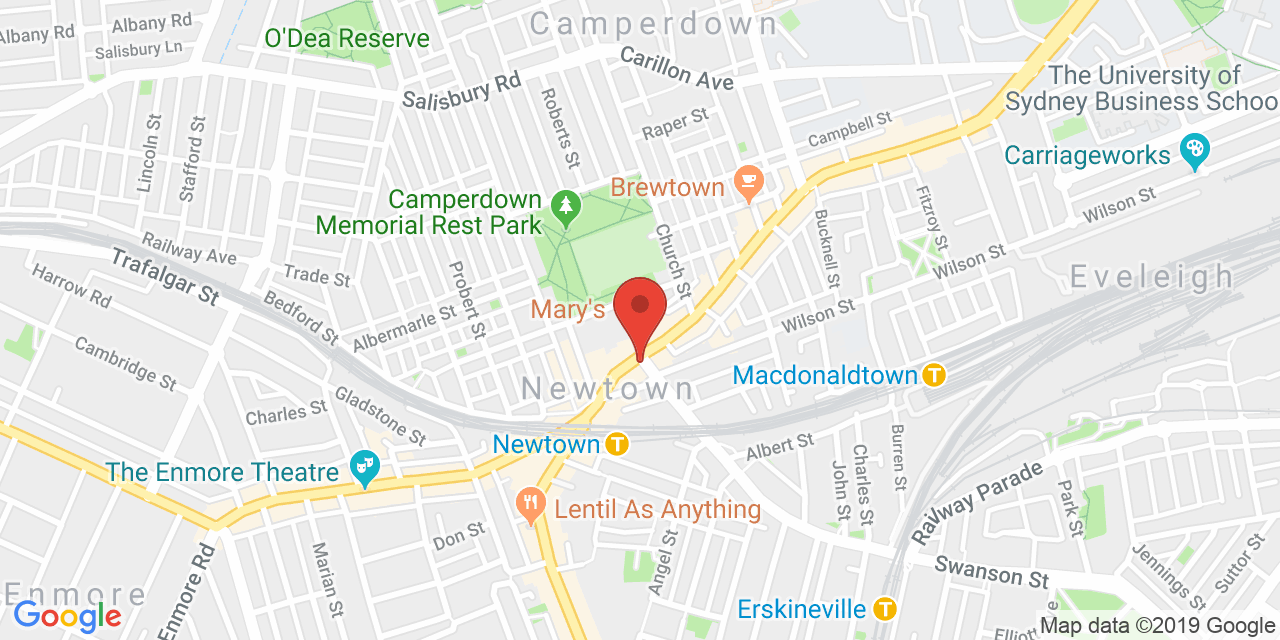 Camperdown
Albany Rd
Albany Rd
Salisbury Ln
O'Dea Reserve
Carillon Ave
Salisbury Rd
The University of
Sydney Business Schoo
Roberts St
Raper St
Campbell St
Lincoln St
Stafford St
Carriageworks
Brewtown
Camperdown
Memorial Rest Park
Fitzroy St
Wilson St
Church St
Bucknell St
Railway Ave
Trafalgar St
Wilson St
Eveleigh
Harrow Rd
Trade St
Probert St
Bedford St
Mary's
Albermarle St
Wilson St
Cambridge St
Macdonaldtown
T
Newtown
Charles St
Gladstone St
Newtown
T
Albert St
Burren St
The Enmore Theatre
Charles St
John St
Railway Parade
Park St
Lentil As Anything
Don St
Angel St
Marian St
Enmore Rd
Swanson St
Jennings St
Suttor St
Enmore
Erskineville
T
Elliott
Google
Map data ©2019 Google